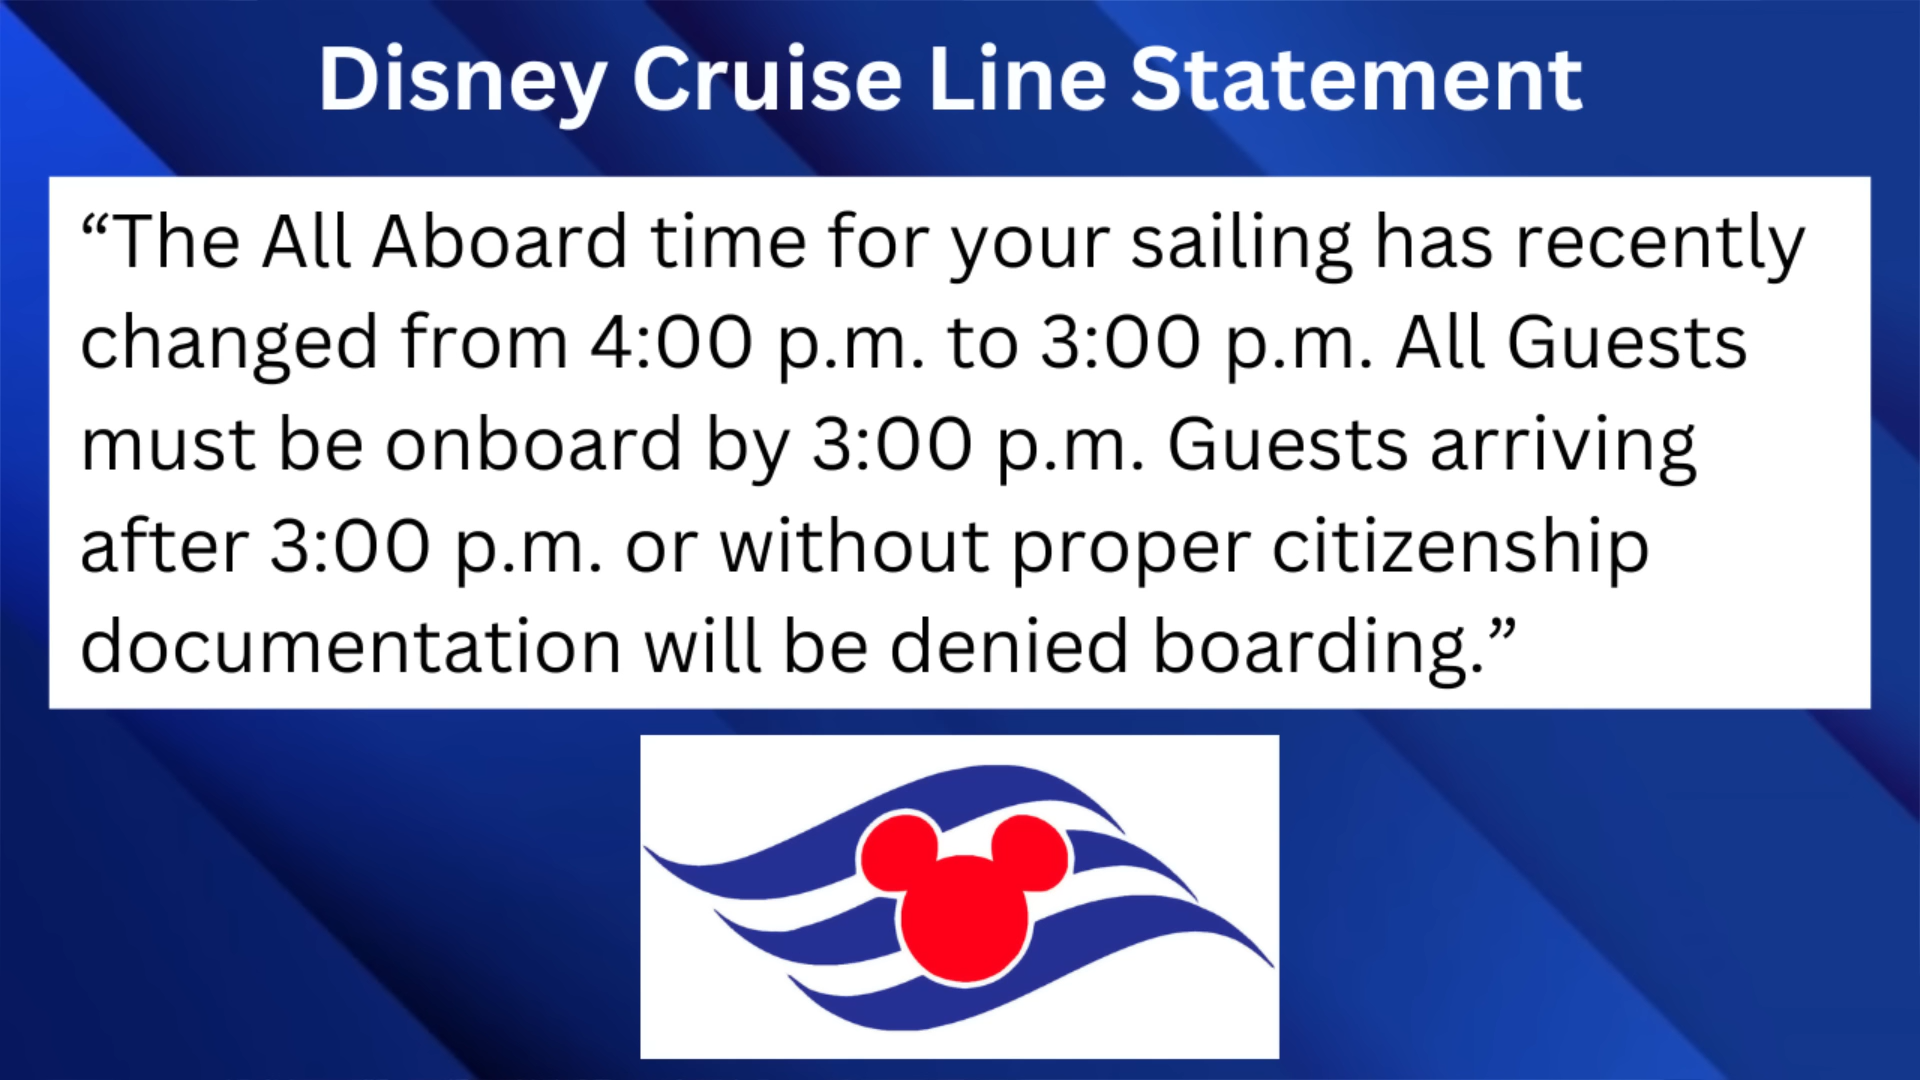 Disney Cruise Line Statement
“The All Aboard time for your sailing has recently
changed from 4:00 p.m. to 3:00 p.m. All Guests
must be onboard by 3:00 p.m. Guests arriving
after 3:00 p.m. or without proper citizenship
documentation will be denied boarding.”